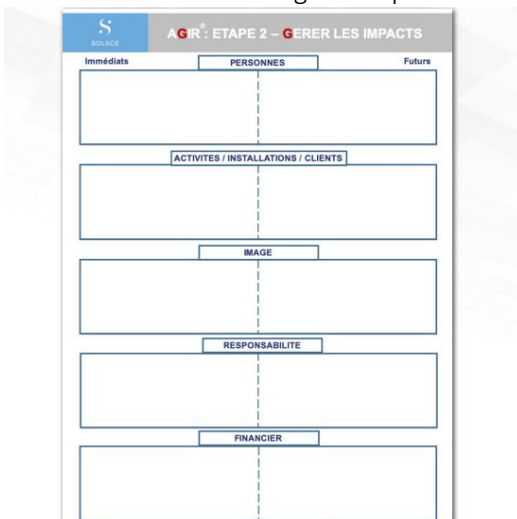 S
SOLACE
AGIR®: ETAPE 2 – GERER LES IMPACTS
Immédiats PERSONNES Futurs
ACTIVITES / INSTALLATIONS / CLIENTS
IMAGE
RESPONSABILITE
FINANCIER